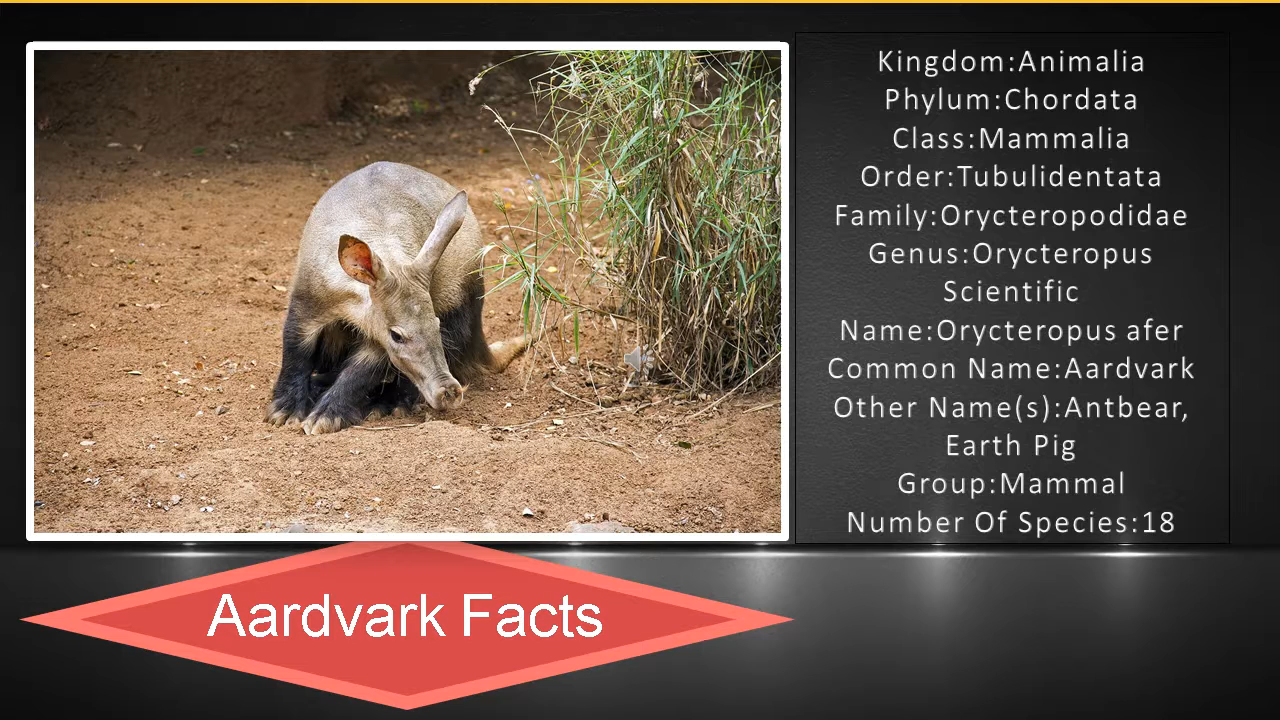 Kingdom:Animalia
Phylum:Chordata
Class:Mammalia
Order:Tubulidentata
Family:Orycteropodidae
Genus:Orycteropus
Scientific
Name:Orycteropus afer
Common Name:Aardvark
Other Name(s):Antbear,
Earth Pig
Group:Mammal
Number Of Species:18
Aardvark Facts